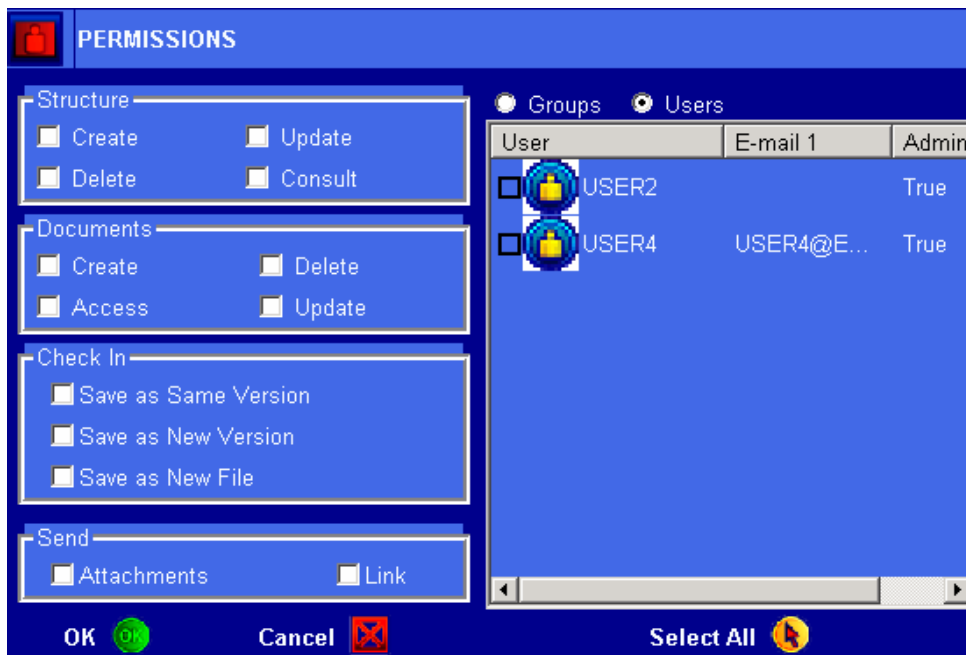 PERMISSIONS
Structure
Create Update
Delete Consult
Documents
Create Delete
Access Update
Check In
Save as Same Version
Save as New Version
Save as New File
Send
Attachments Link
Groups Users
User E-mail 1 Admin
USER2 True
USER4 USER4@E... True
OK OK Cancel Select All